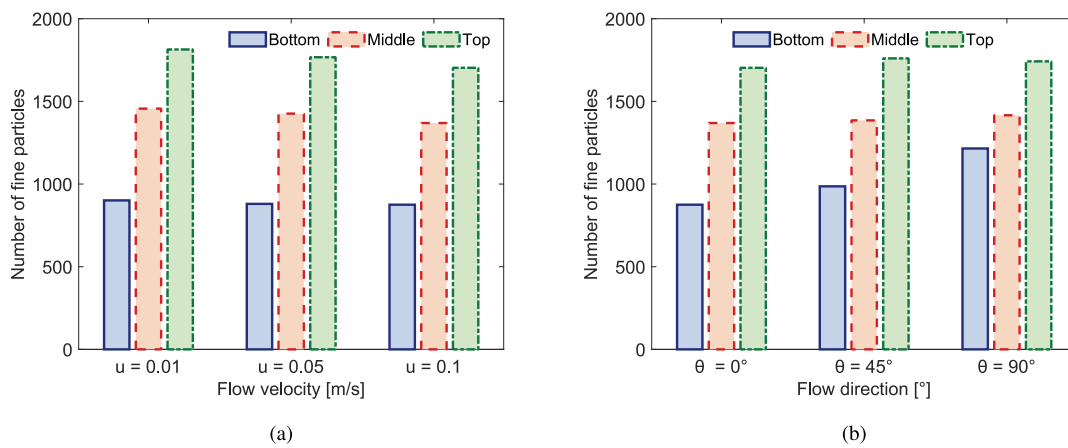 2000
1500
1000
500
0
Number of fine particles
Bottom Middle Top
u = 0.01 u = 0.05 u = 0.1
Flow velocity [m/s]
(a)
2000
1500
1000
500
0
Number of fine particles
Bottom Middle Top
θ = 0° θ = 45° θ = 90°
Flow direction [°]
(b)